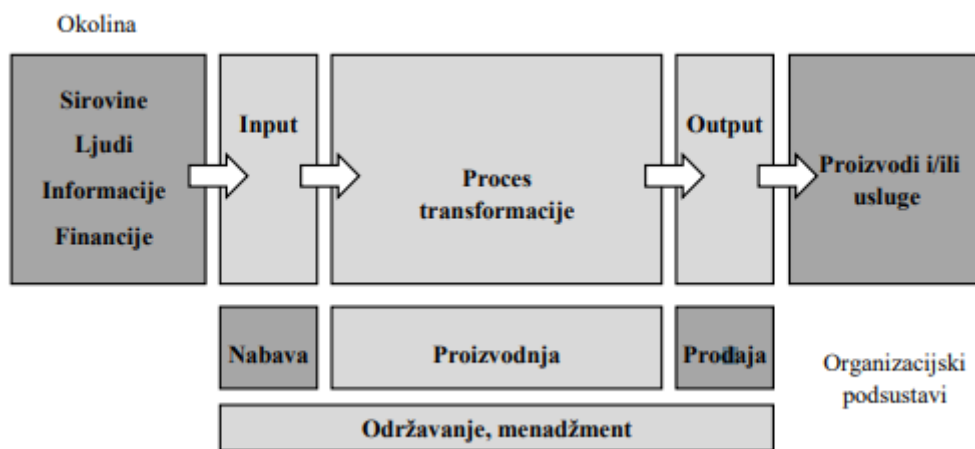 Okolina
Sirovine
Ljudi
Informacije
Financije
Input
Proces
transformacije
Output
Proizvodi i/ili
usluge
Nabava
Proizvodnja
Prodaja
Organizacijski
podsustavi
Održavanje, menadžment